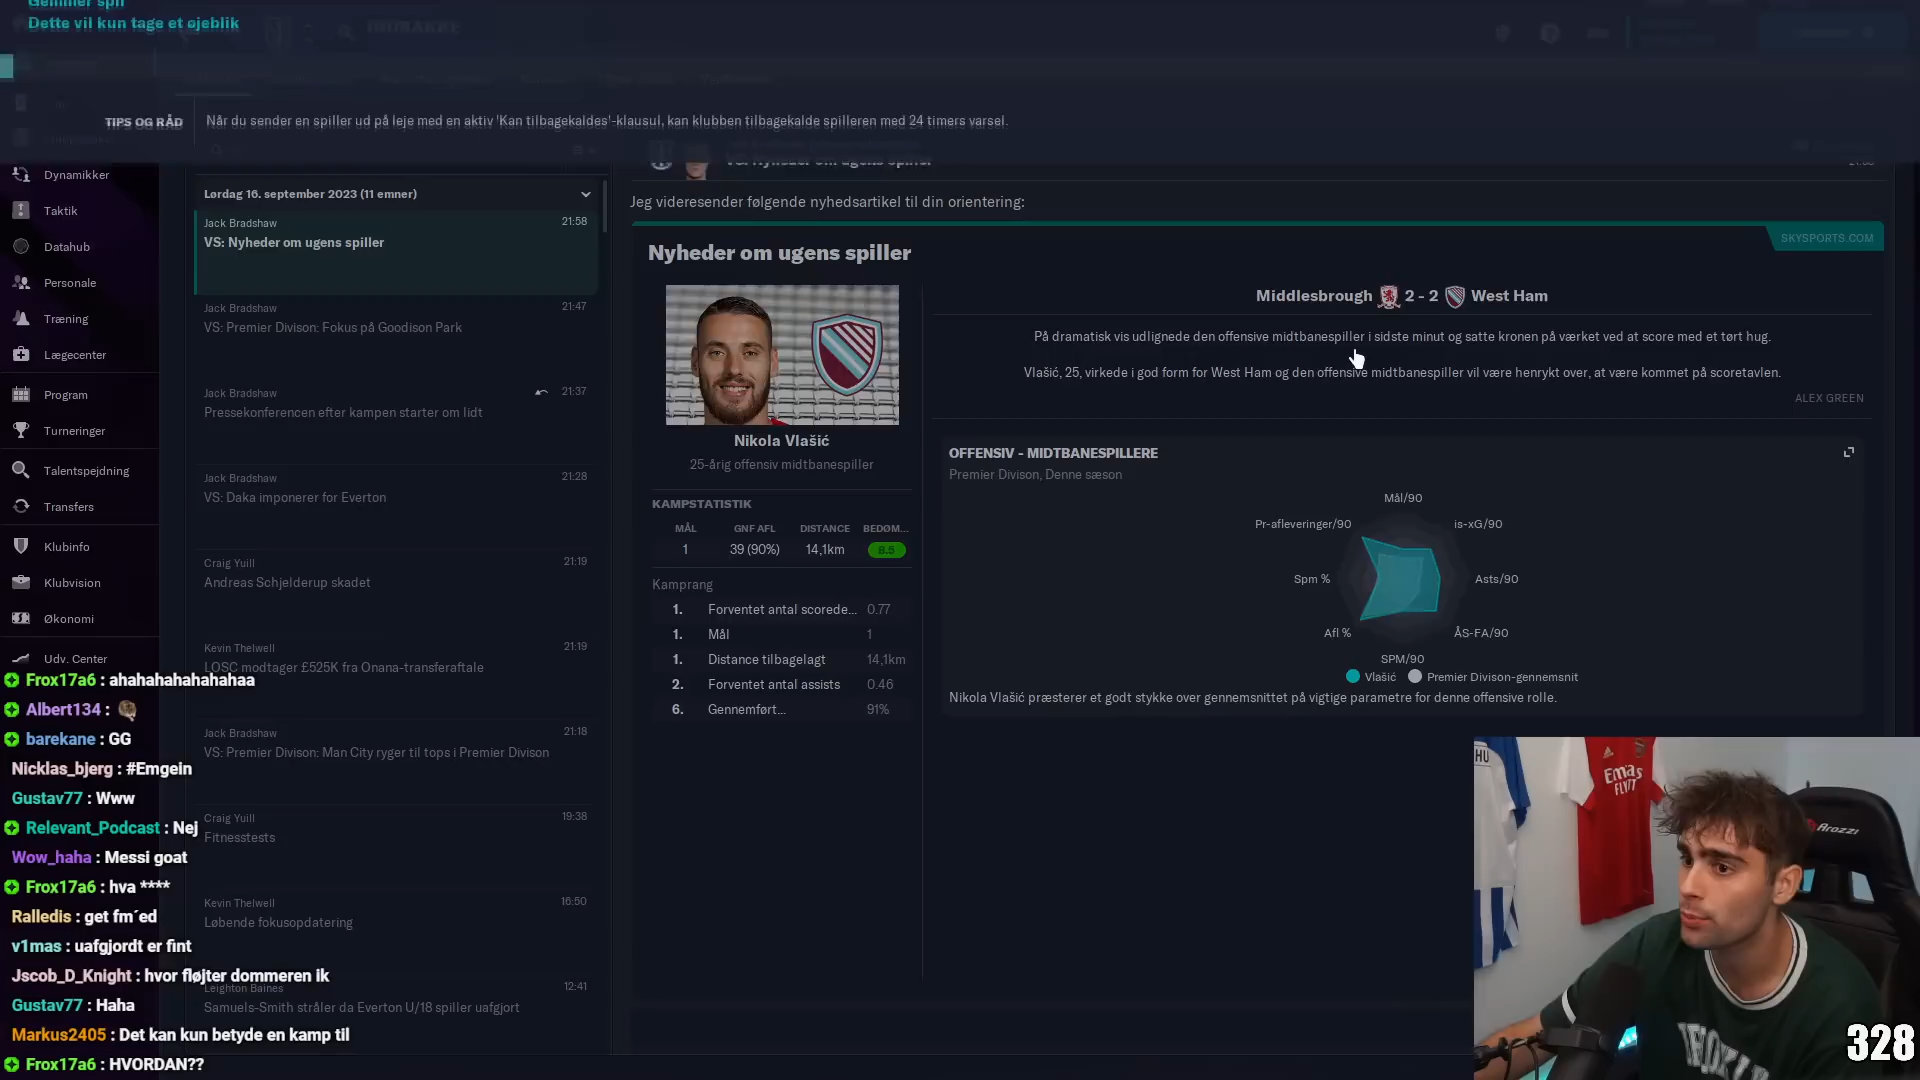 Gemmer spil
Dette vil kun tage et øjeblik
INDBAKKE
TIPS OG RÅD
Når du sender en spiller ud på leje med en aktiv 'Kan tilbagekaldes'-klausul, kan klubben tilbagekalde spilleren med 24 timers varsel.
VS: Nyheder om ugens spiller
Dynamikker
Taktik
Datahub
Personale
Træning
Lægecenter
Program
Turneringer
Talentspejdning
Transfers
Klubinfo
Klubvision
Økonomi
Udv. Center
Lørdag 16. september 2023 (11 emner)
Jack Bradshaw 21:58
VS: Nyheder om ugens spiller
Jack Bradshaw 21:47
VS: Premier Divison: Fokus på Goodison Park
Jack Bradshaw 21:37
Pressekonferencen efter kampen starter om lidt
Jack Bradshaw 21:28
VS: Daka imponerer for Everton
Craig Yuill 21:19
Andreas Schjelderup skadet
Kevin Thelwell 21:19
LOSC modtager £525K fra Onana-transferaftale
Jack Bradshaw 21:18
VS: Premier Divison: Man City ryger til tops i Premier Divison
Craig Yuill 19:38
Fitnesstests
Kevin Thelwell 16:50
Løbende fokusopdatering
Leighton Baines 12:41
Samuels-Smith stråler da Everton U/18 spiller uafgjort
Jeg videresender følgende nyhedsartikel til din orientering:
SKYSPORTS.COM
Nyheder om ugens spiller
Nikola Vlašić
25-årig offensiv midtbanespiller
KAMPSTATISTIK
MÅL GNF AFL DISTANCE BEDØM...
1 39 (90%) 14,1km 8.5
Kamprang
1. Forventet antal scorede... 0.77
1. Mål 1
1. Distance tilbagelagt 14,1km
2. Forventet antal assists 0.46
6. Gennemført... 91%
Middlesbrough 2 - 2 West Ham
På dramatisk vis udlignede den offensive midtbanespiller i sidste minut og satte kronen på værket ved at score med et tørt hug.
Vlašić, 25, virkede i god form for West Ham og den offensive midtbanespiller vil være henrykt over, at være kommet på scoretavlen.
ALEX GREEN
OFFENSIV - MIDTBANESPILLERE
Premier Divison, Denne sæson
Mål/90
Pr-afleveringer/90
is-xG/90
Spm %
Asts/90
Afl %
ÅS-FA/90
SPM/90
Vlašić Premier Divison-gennemsnit
Nikola Vlašić præsterer et godt stykke over gennemsnittet på vigtige parametre for denne offensive rolle.
Frox17a6 : ahahahahahahahaa
Albert134 :
barekane : GG
Nicklas_bjerg : #Emgein
Gustav77 : Www
Relevant_Podcast : Nej
Wow_haha : Messi goat
Frox17a6 : hva ****
Ralledis : get fm´ed
v1mas : uafgjordt er fint
Jscob_D_Knight : hvor fløjter dommeren ik
Gustav77 : Haha
Markus2405 : Det kan kun betyde en kamp til
Frox17a6 : HVORDAN??
HU
Emirates
FLY
Arozzi
328